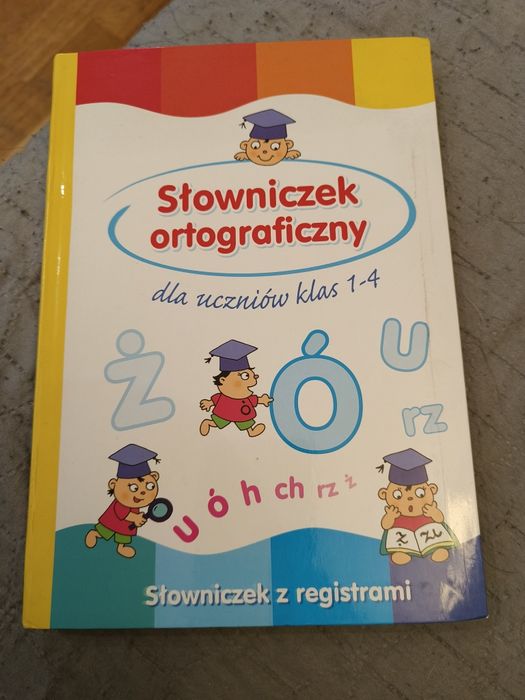 Słowniczek
ortograficzny
dla uczniów klas 1-4
Ż
Ó
U
rz
Ó
u ó h ch rz ż
Słowniczek z registrami